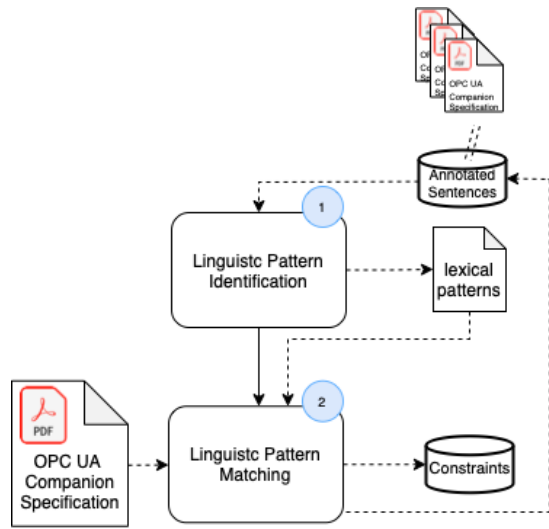 OPC UA
Companion
Specification
Annotated
Sentences
1
Linguistc Pattern
Identification
lexical
patterns
2
Linguistc Pattern
Matching
PDF
OPC UA
Companion
Specification
Constraints